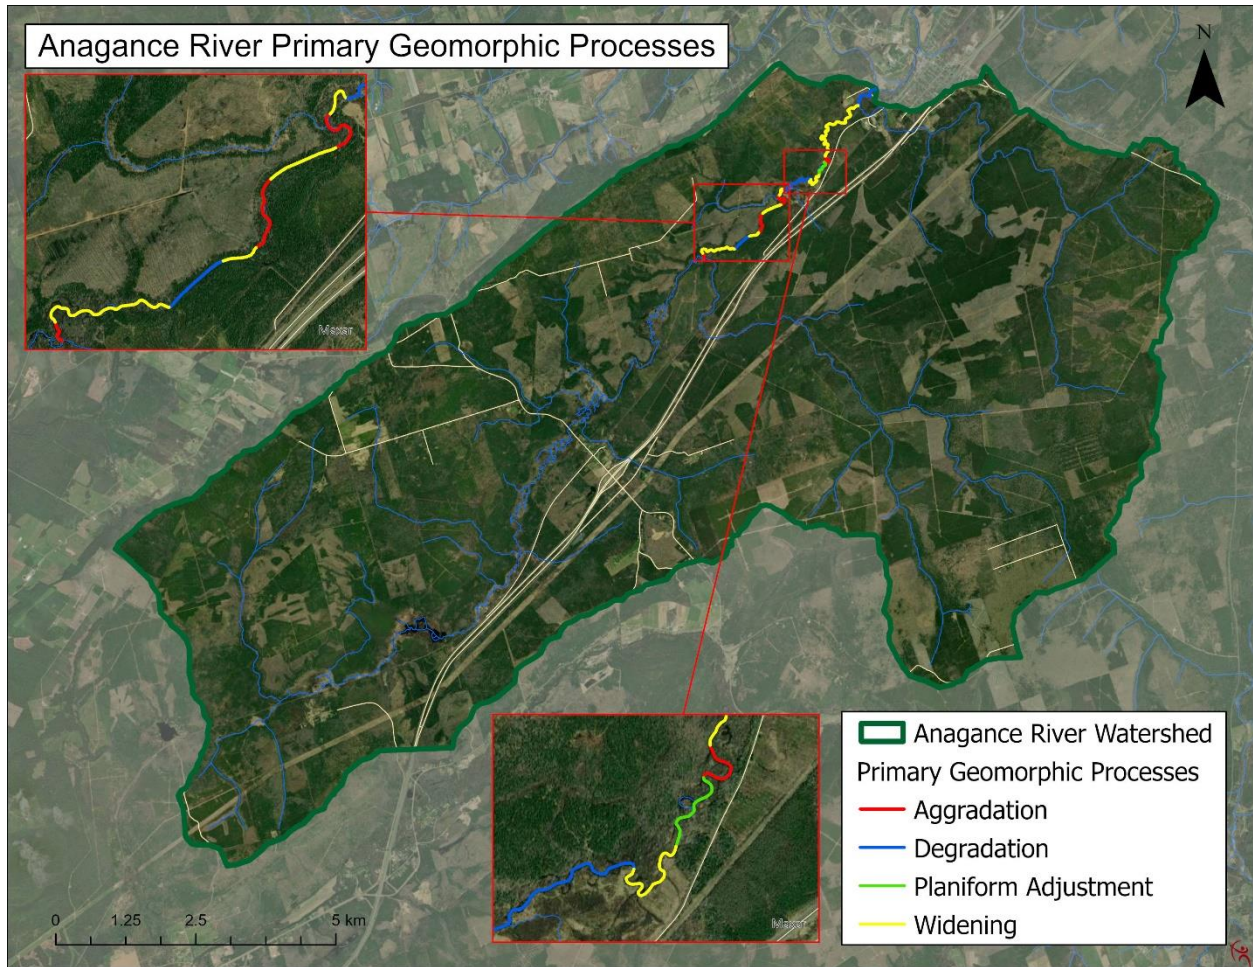 Anagance River Primary Geomorphic Processes
N
Maxar
Maxar
0 1.25 2.5 5 km
Anagance River Watershed
Primary Geomorphic Processes
Aggradation
Degradation
Planiform Adjustment
Widening